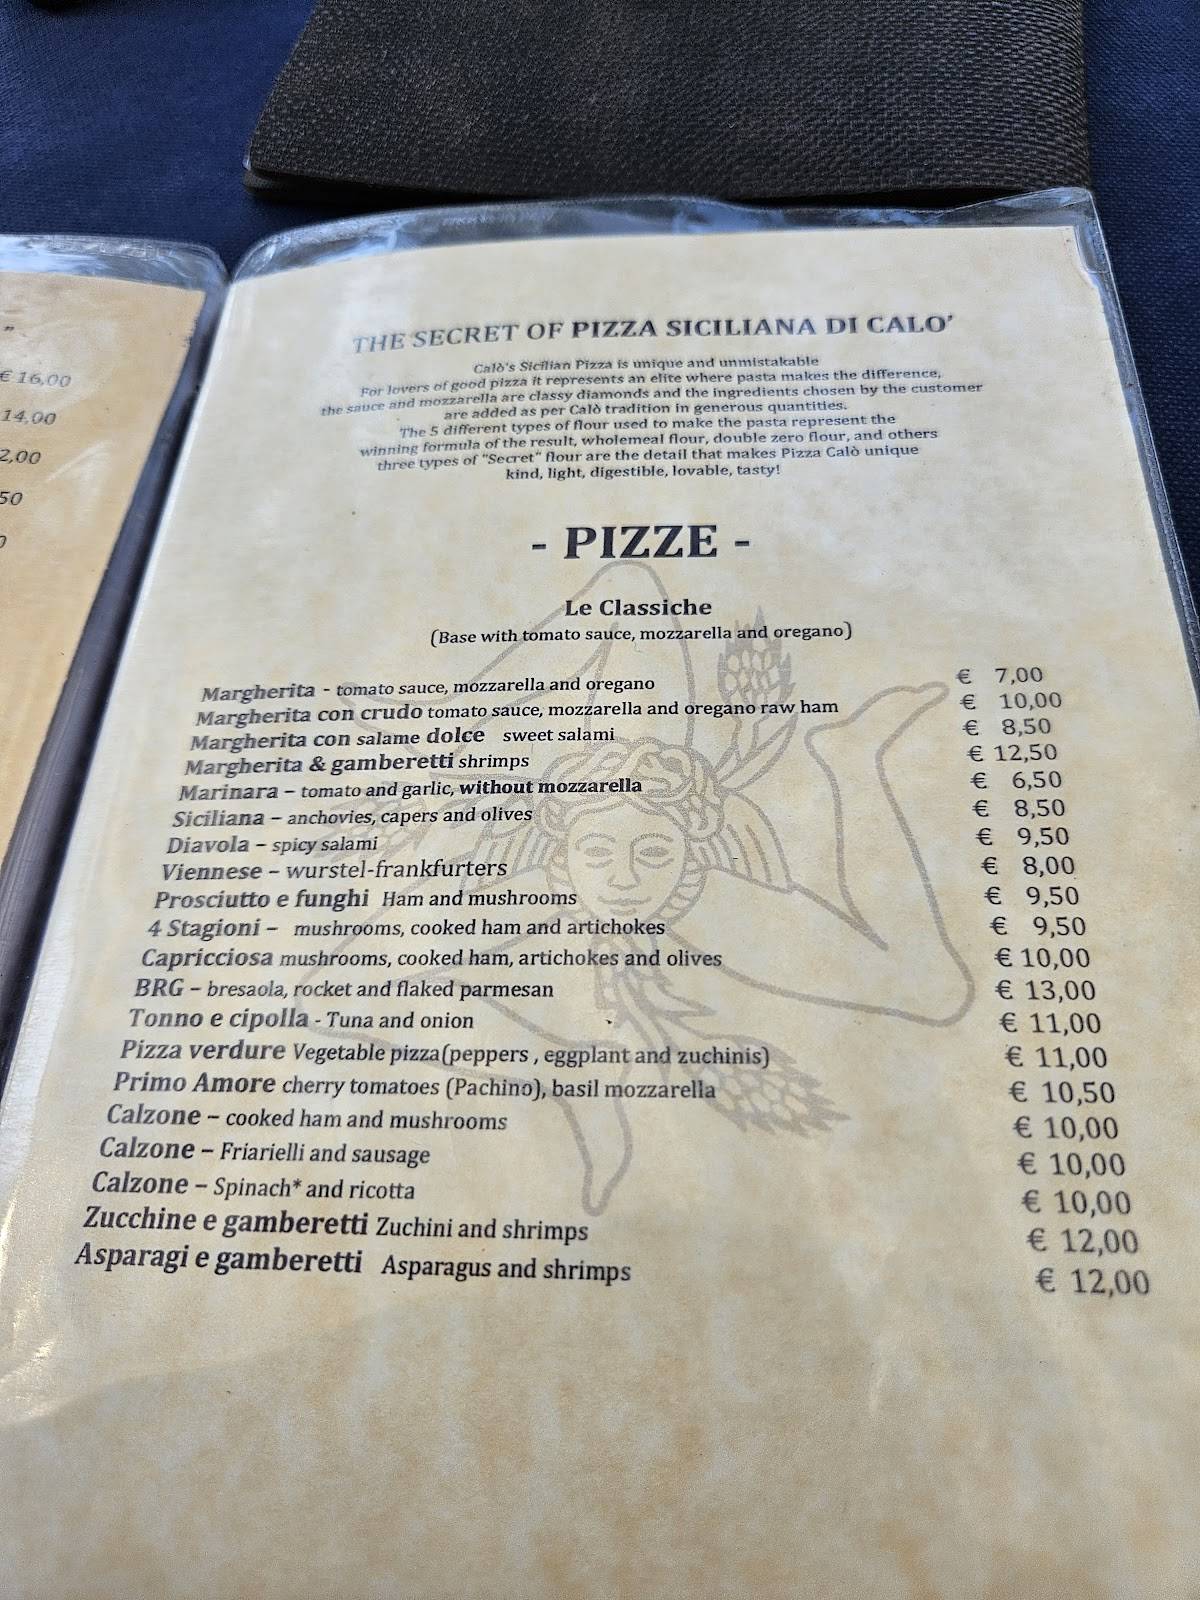 ”
€ 16,00
14,00
2,00
50
0
THE SECRET OF PIZZA SICILIANA DI CALO’
Calò's Sicilian Pizza is unique and unmistakable
For lovers of good pizza it represents an elite where pasta makes the difference,
the sauce and mozzarella are classy diamonds and the ingredients chosen by the customer
are added as per Calò tradition in generous quantities.
The 5 different types of flour used to make the pasta represent the
winning formula of the result, wholemeal flour, double zero flour, and others
three types of "Secret" flour are the detail that makes Pizza Calò unique
kind, light, digestible, lovable, tasty!
- PIZZE -
Le Classiche
(Base with tomato sauce, mozzarella and oregano)
Margherita - tomato sauce, mozzarella and oregano € 7,00
Margherita con crudo tomato sauce, mozzarella and oregano raw ham € 10,00
Margherita con salame dolce sweet salami € 8,50
Margherita & gamberetti shrimps € 12,50
Marinara – tomato and garlic, without mozzarella € 6,50
Siciliana – anchovies, capers and olives € 8,50
Diavola – spicy salami € 9,50
Viennese – wurstel-frankfurters € 8,00
Prosciutto e funghi Ham and mushrooms € 9,50
4 Stagioni – mushrooms, cooked ham and artichokes € 9,50
Capricciosa mushrooms, cooked ham, artichokes and olives € 10,00
BRG – bresaola, rocket and flaked parmesan € 13,00
Tonno e cipolla - Tuna and onion € 11,00
Pizza verdure Vegetable pizza(peppers , eggplant and zuchinis) € 11,00
Primo Amore cherry tomatoes (Pachino), basil mozzarella € 10,50
Calzone – cooked ham and mushrooms € 10,00
Calzone – Friarielli and sausage € 10,00
Calzone – Spinach* and ricotta € 10,00
Zucchine e gamberetti Zuchini and shrimps € 12,00
Asparagi e gamberetti Asparagus and shrimps € 12,00